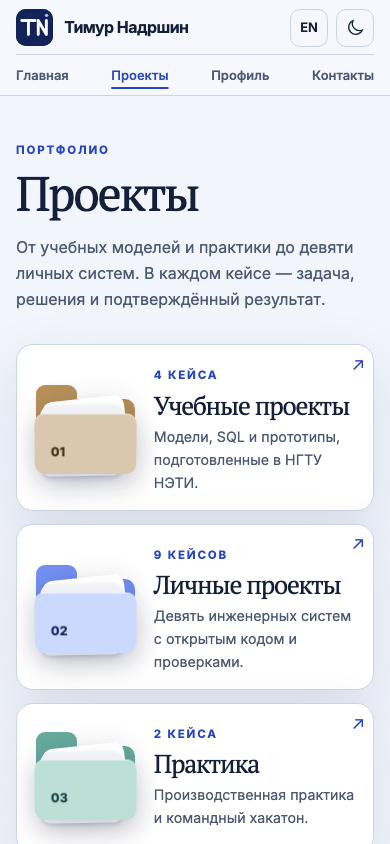 TN Тимур Надршин EN
Главная Проекты Профиль Контакты
ПОРТФОЛИО
Проекты
От учебных моделей и практики до девяти
личных систем. В каждом кейсе — задача,
решения и подтверждённый результат.
4 КЕЙСА
Учебные проекты
Модели, SQL и прототипы,
подготовленные в НГТУ
НЭТИ.
01
9 КЕЙСОВ
Личные проекты
Девять инженерных систем
с открытым кодом и
проверками.
02
2 КЕЙСА
Практика
Производственная практика
и командный хакатон.
03